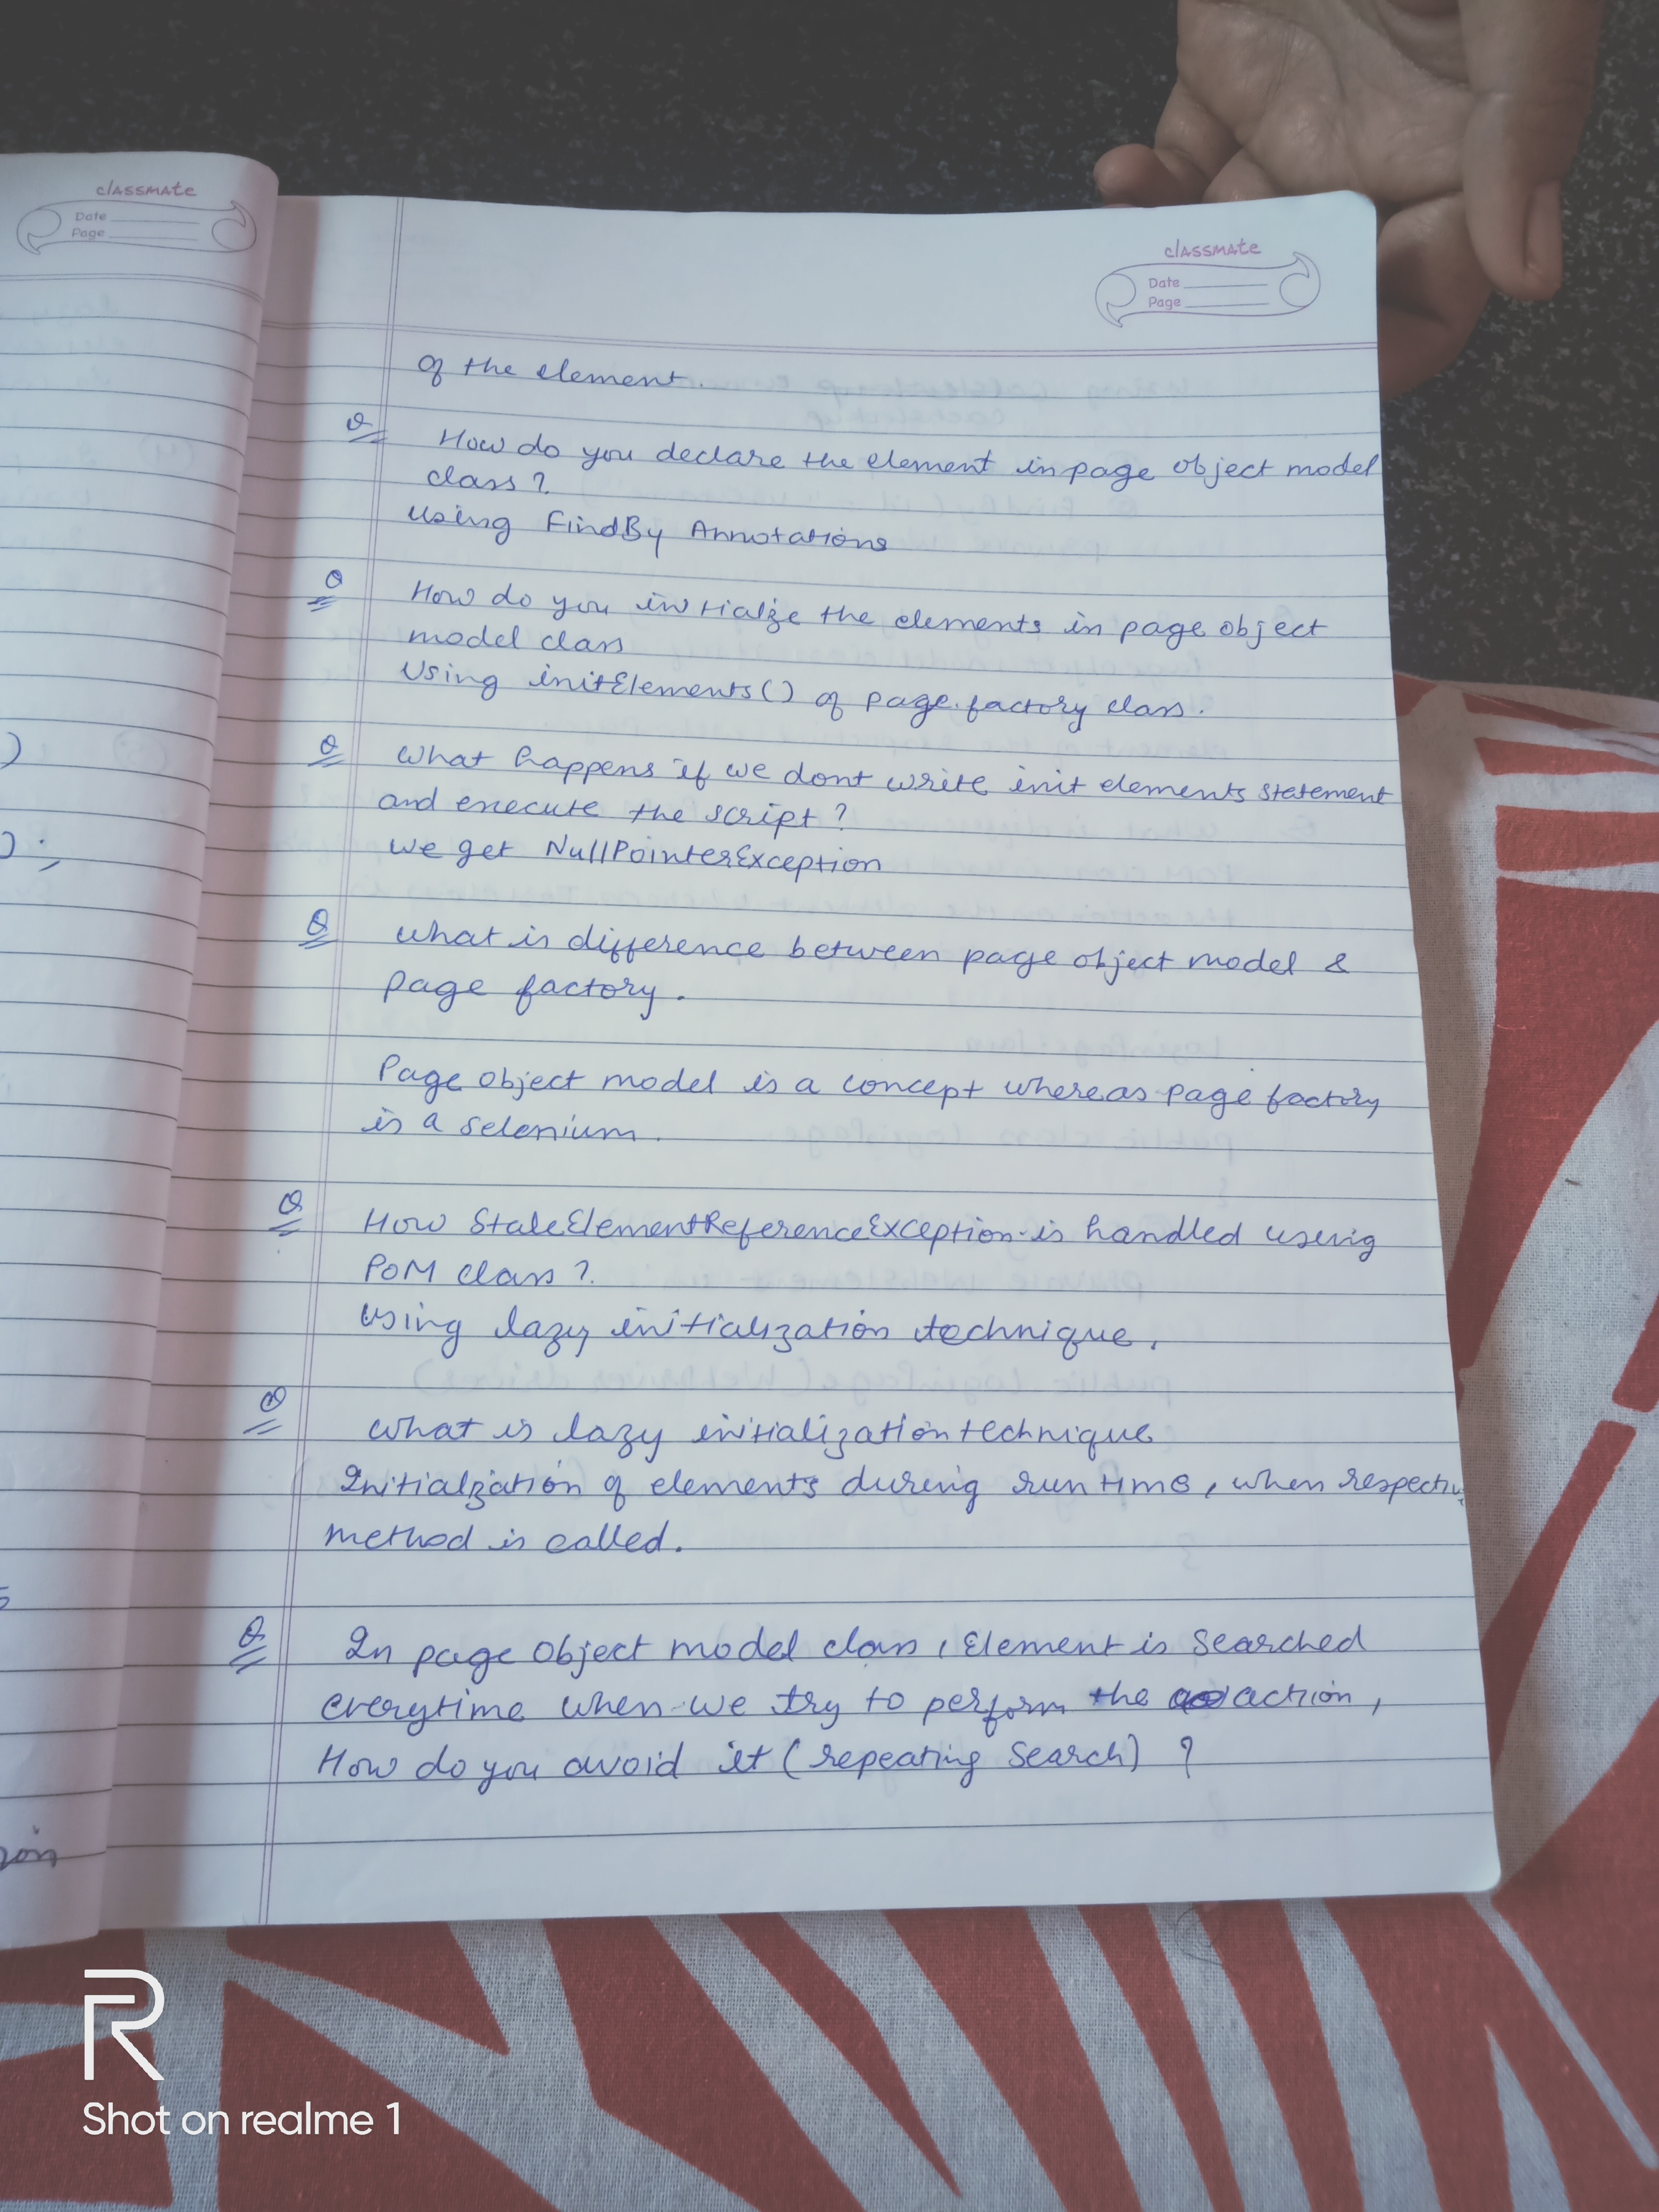 classmate
Date
Page
classmate
Date
Page
of the element.
Q How do you declare the element in page object model
class?
using FindBy Annotations
Q How do you initialze the elements in page object
model class
Using initElements() of page factory class.
Q What happens if we dont write init elements statement
and execute the script?
we get NullPointerException
Q what is difference between page object model &
page factory.
Page object model is a concept whereas page factory
is a selenium.
Q How StaleElementReferenceException is handled using
POM class?
Using lazy initialization technique.
Q what is lazy initialization technique
Initialzation of elements during run time, when respective
method is called.
Q In page object model class, Element is searched
everytime when we try to perform the action,
How do you avoid it (repeating search) ?
R
Shot on realme 1